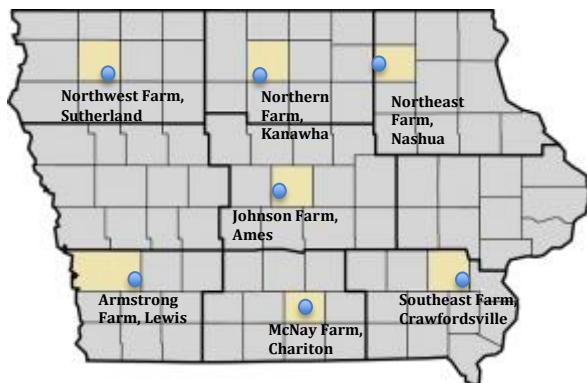 Northwest Farm,
Sutherland
Northern
Farm,
Kanawha
Northeast
Farm,
Nashua
Johnson Farm,
Ames
Armstrong
Farm, Lewis
McNay Farm,
Chariton
Southeast Farm,
Crawfordsville